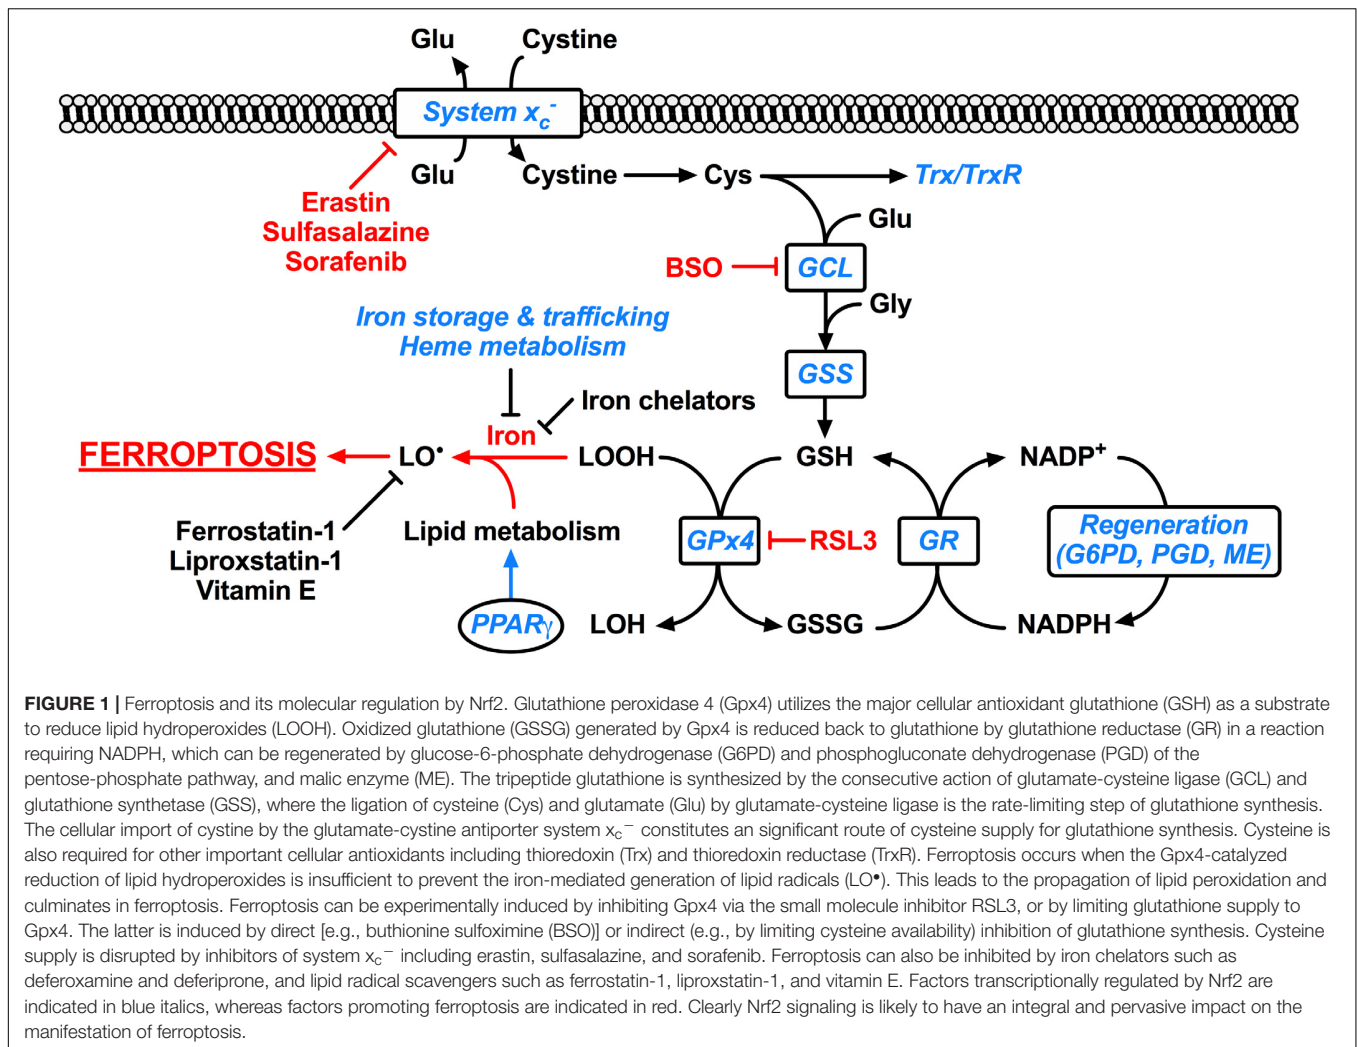 Glu
Cystine
System xc-
Glu
Cystine
Cys
Trx/TrxR
Erastin
Sulfasalazine
Sorafenib
Glu
BSO
GCL
Gly
Iron storage & trafficking
Heme metabolism
GSS
Iron chelators
Iron
FERROPTOSIS
LO•
LOOH
GSH
NADP+
Ferrostatin-1
Liproxstatin-1
Vitamin E
Lipid metabolism
GPx4
RSL3
GR
Regeneration
(G6PD, PGD, ME)
PPARγ
LOH
GSSG
NADPH
FIGURE 1 | Ferroptosis and its molecular regulation by Nrf2. Glutathione peroxidase 4 (Gpx4) utilizes the major cellular antioxidant glutathione (GSH) as a substrate
to reduce lipid hydroperoxides (LOOH). Oxidized glutathione (GSSG) generated by Gpx4 is reduced back to glutathione by glutathione reductase (GR) in a reaction
requiring NADPH, which can be regenerated by glucose-6-phosphate dehydrogenase (G6PD) and phosphogluconate dehydrogenase (PGD) of the
pentose-phosphate pathway, and malic enzyme (ME). The tripeptide glutathione is synthesized by the consecutive action of glutamate-cysteine ligase (GCL) and
glutathione synthetase (GSS), where the ligation of cysteine (Cys) and glutamate (Glu) by glutamate-cysteine ligase is the rate-limiting step of glutathione synthesis.
The cellular import of cystine by the glutamate-cystine antiporter system xc− constitutes an significant route of cysteine supply for glutathione synthesis. Cysteine is
also required for other important cellular antioxidants including thioredoxin (Trx) and thioredoxin reductase (TrxR). Ferroptosis occurs when the Gpx4-catalyzed
reduction of lipid hydroperoxides is insufficient to prevent the iron-mediated generation of lipid radicals (LO•). This leads to the propagation of lipid peroxidation and
culminates in ferroptosis. Ferroptosis can be experimentally induced by inhibiting Gpx4 via the small molecule inhibitor RSL3, or by limiting glutathione supply to
Gpx4. The latter is induced by direct [e.g., buthionine sulfoximine (BSO)] or indirect (e.g., by limiting cysteine availability) inhibition of glutathione synthesis. Cysteine
supply is disrupted by inhibitors of system xc− including erastin, sulfasalazine, and sorafenib. Ferroptosis can also be inhibited by iron chelators such as
deferoxamine and deferiprone, and lipid radical scavengers such as ferrostatin-1, liproxstatin-1, and vitamin E. Factors transcriptionally regulated by Nrf2 are
indicated in blue italics, whereas factors promoting ferroptosis are indicated in red. Clearly Nrf2 signaling is likely to have an integral and pervasive impact on the
manifestation of ferroptosis.